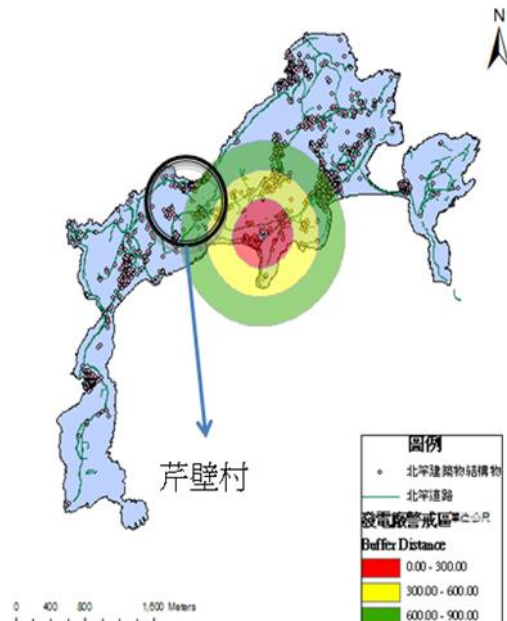 N
芹壁村
圖例
北竿建築物結構物
北竿道路
發電廠警戒區
Buffer Distance
0.00 - 300.00
300.00 - 600.00
600.00 - 900.00
0 400 800 1,600 Meters